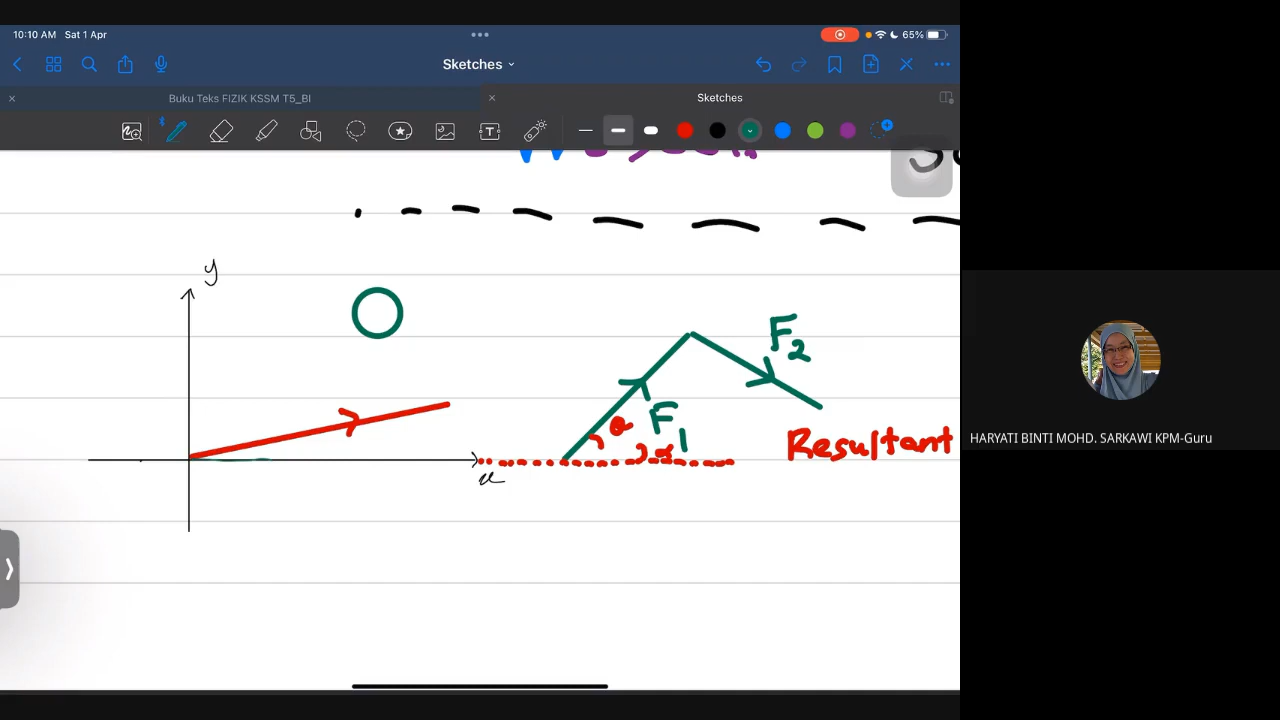 10:10 AM Sat 1 Apr
65%
Sketches
Buku Teks FIZIK KSSM T5_BI
Sketches
T
y
F2
θ
F1
α
Resultant
x
HARYATI BINTI MOHD. SARKAWI KPM-Guru